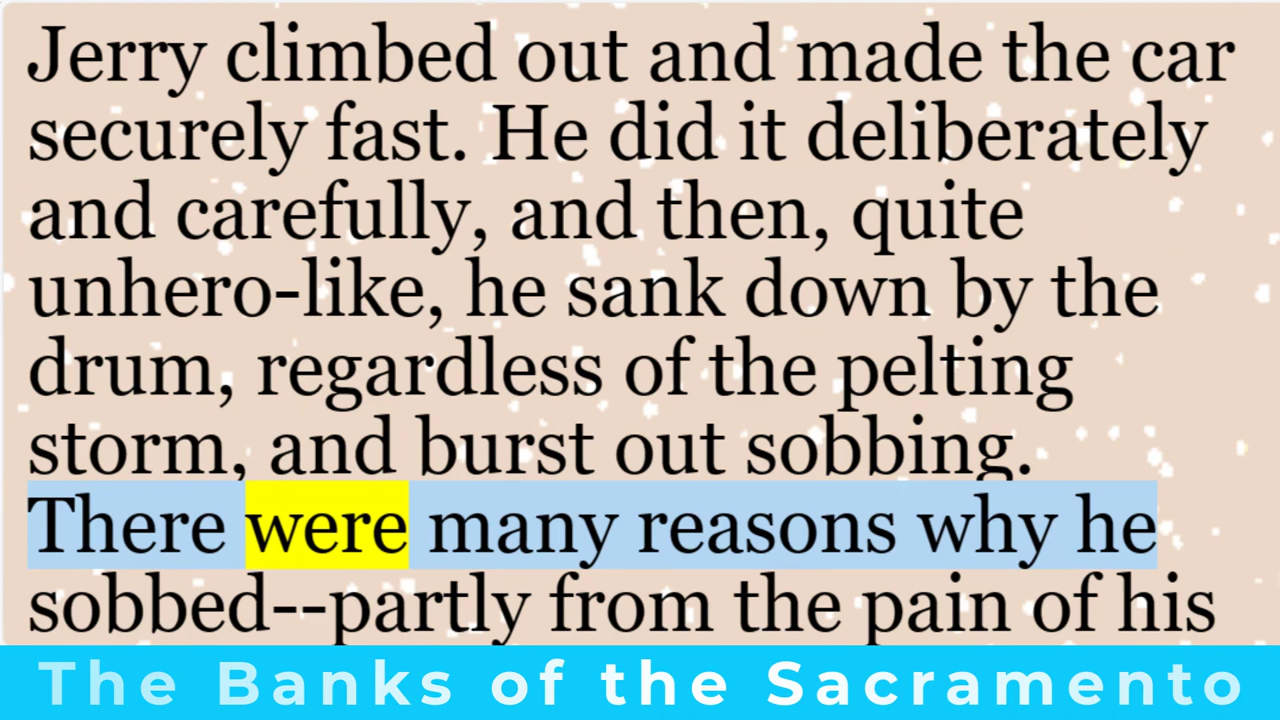 Jerry climbed out and made the car
securely fast. He did it deliberately
and carefully, and then, quite
unhero-like, he sank down by the
drum, regardless of the pelting
storm, and burst out sobbing.
There were many reasons why he
sobbed--partly from the pain of his
The Banks of the Sacramento